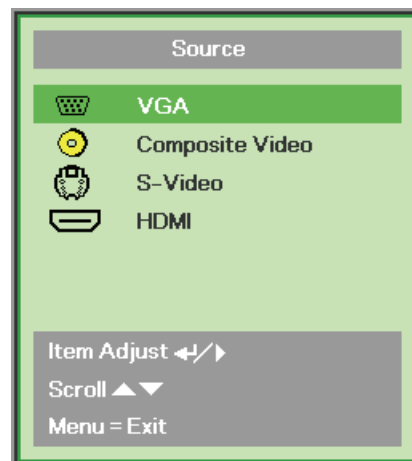 Source
VGA
Composite Video
S-Video
HDMI
Item Adjust ↵/▶
Scroll ▲▼
Menu = Exit